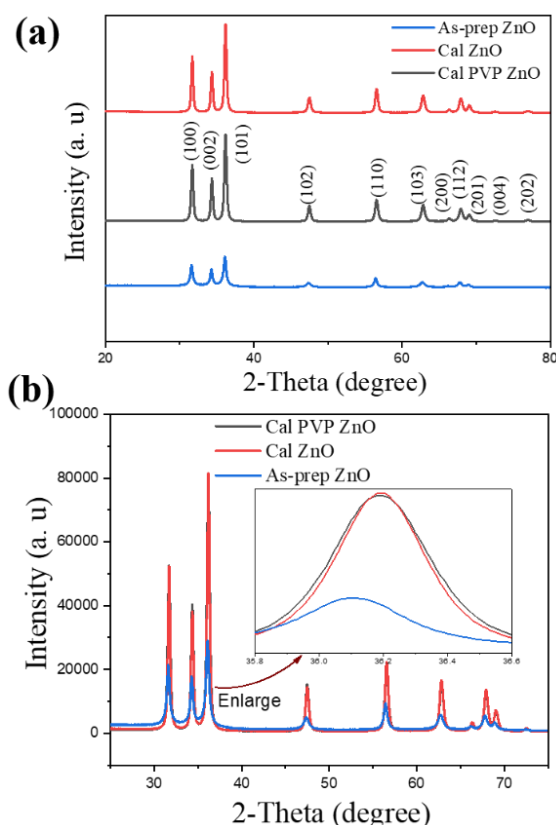 (a)
As-prep ZnO
Cal ZnO
Cal PVP ZnO
Intensity (a. u)
(100)
(002)
(101)
(102)
(110)
(103)
(200)
(112)
(201)
(004)
(202)
20 40 60 80
2-Theta (degree)
(b)
100000
80000
60000
40000
20000
0
Intensity (a. u)
Cal PVP ZnO
Cal ZnO
As-prep ZnO
35.8 36.0 36.2 36.4 36.6
Enlarge
30 40 50 60 70
2-Theta (degree)